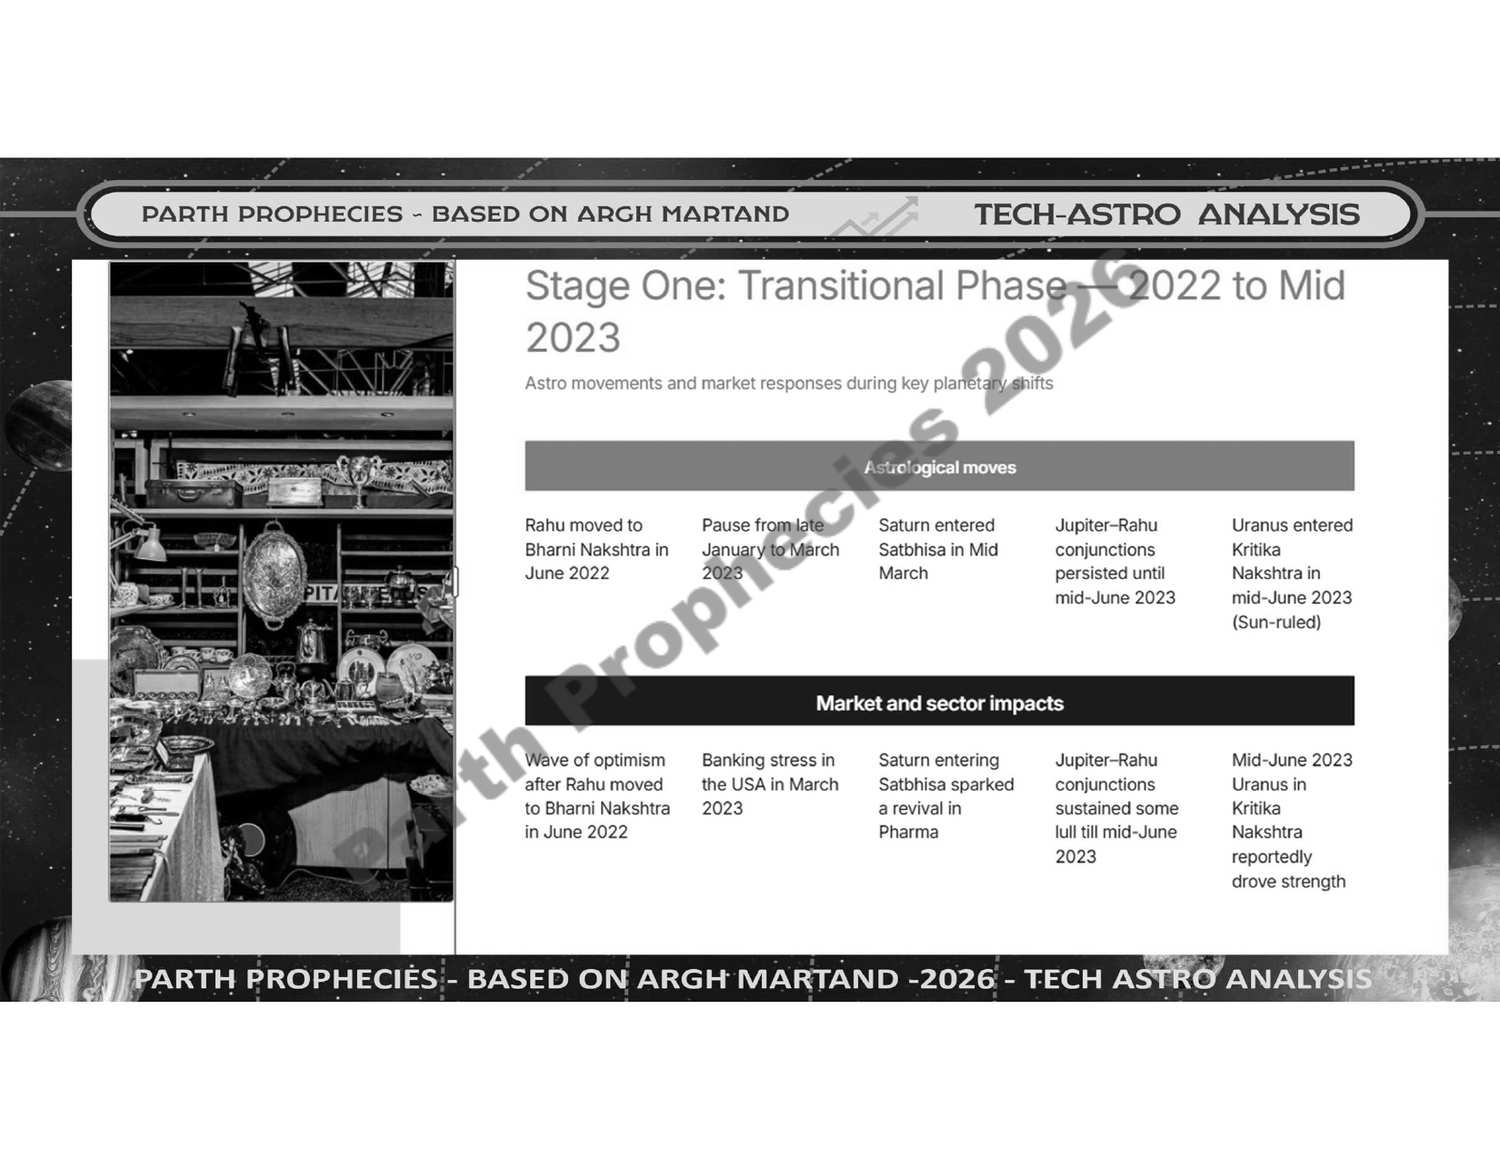 PARTH PROPHECIES ~ BASED ON ARGH MARTAND
TECH-ASTRO ANALYSIS
Stage One: Transitional Phase — 2022 to Mid
2023
Astro movements and market responses during key planetary shifts
Astrological moves
Rahu moved to
Bharni Nakshtra in
June 2022
Pause from late
January to March
2023
Saturn entered
Satbhisa in Mid
March
Jupiter–Rahu
conjunctions
persisted until
mid-June 2023
Uranus entered
Kritika
Nakshtra in
mid-June 2023
(Sun-ruled)
Market and sector impacts
Wave of optimism
after Rahu moved
to Bharni Nakshtra
in June 2022
Banking stress in
the USA in March
2023
Saturn entering
Satbhisa sparked
a revival in
Pharma
Jupiter–Rahu
conjunctions
sustained some
lull till mid-June
2023
Mid-June 2023
Uranus in
Kritika
Nakshtra
reportedly
drove strength
Parth Prophecies 2026
PARTH PROPHECIES - BASED ON ARGH MARTAND -2026 - TECH ASTRO ANALYSIS